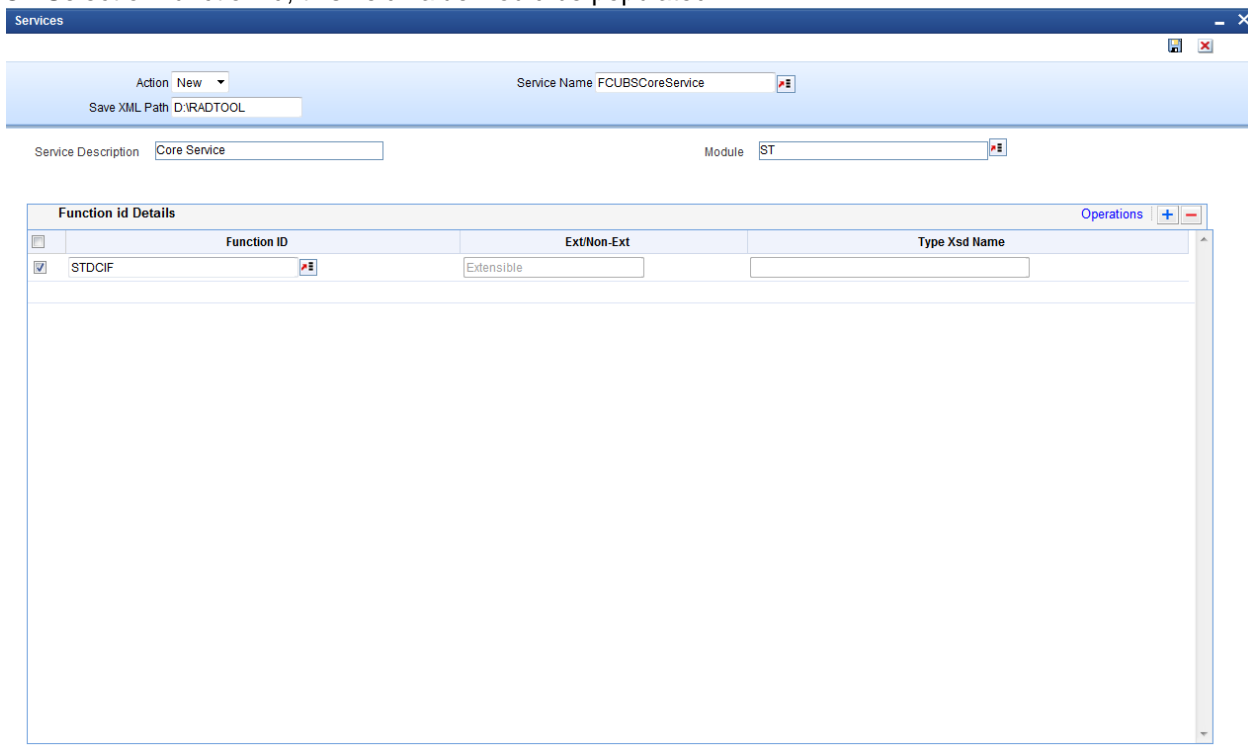 Services
Action New
Service Name FCUBSCoreService
Save XML Path D:\RADTOOL
Service Description Core Service
Module ST
Function id Details
Operations
Function ID Ext/Non-Ext Type Xsd Name
STDCIF Extensible